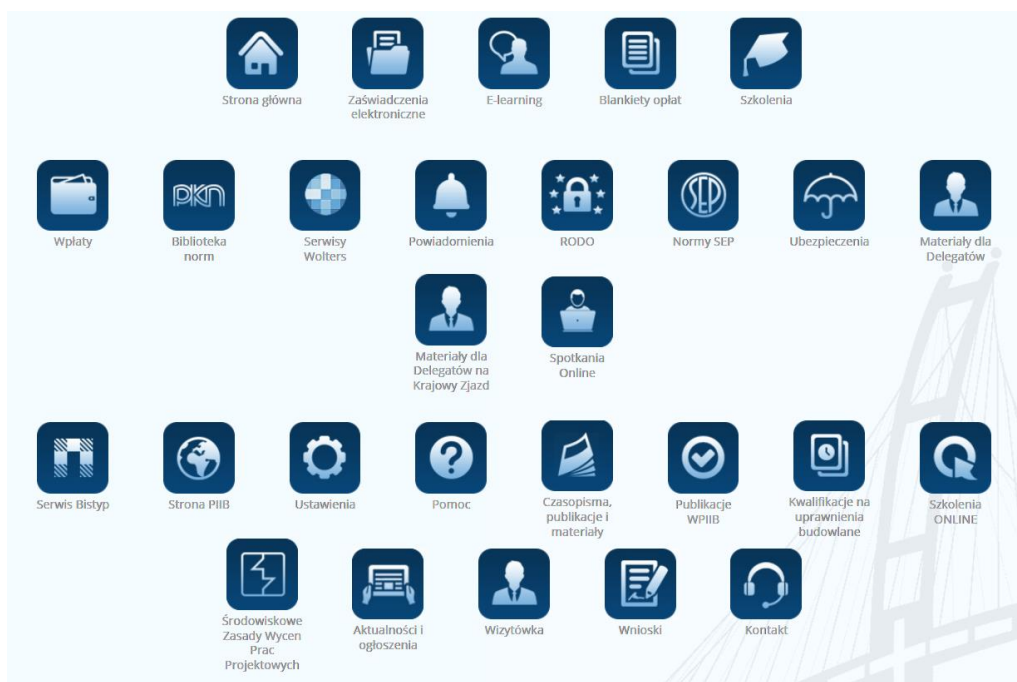 Strona główna
Zaświadczenia
elektroniczne
E-learning
Blankiety opłat
Szkolenia
Wpłaty
PKN
Biblioteka
norm
Serwisy
Wolters
Powiadomienia
RODO
SEP
Normy SEP
Ubezpieczenia
Materiały dla
Delegatów
Materiały dla
Delegatów na
Krajowy Zjazd
Spotkania
Online
Serwis Bistyp
Strona PIIB
Ustawienia
?
Pomoc
Czasopisma,
publikacje i
materiały
Publikacje
WPIIB
Kwalifikacje na
uprawnienia
budowlane
Szkolenia
ONLINE
Środowiskowe
Zasady Wycen
Prac
Projektowych
Aktualności i
ogłoszenia
Wizytówka
Wnioski
Kontakt